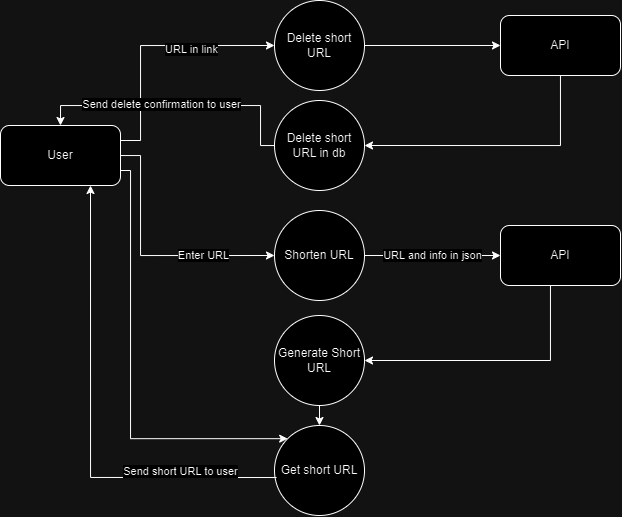 Delete short
URL
API
URL in link
Send delete confirmation to user
Delete short
URL in db
User
Enter URL
Shorten URL
URL and info in json
API
Generate Short
URL
Send short URL to user
Get short URL